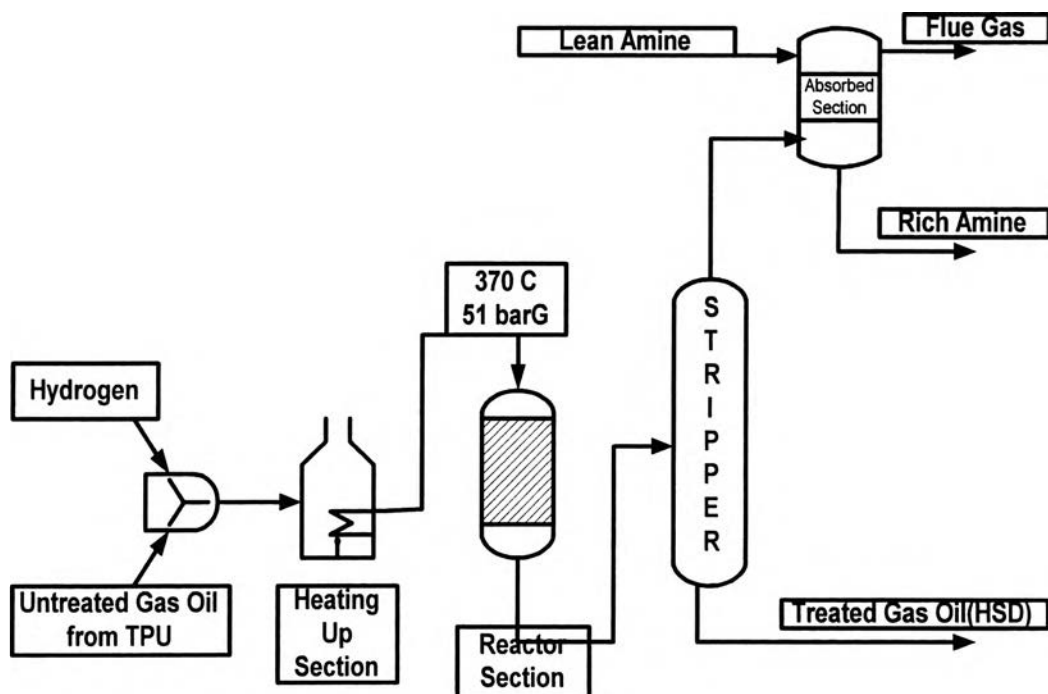 Flue Gas
Lean Amine
Absorbed
Section
Rich Amine
370 C
51 barG
S
T
R
I
P
P
E
R
Hydrogen
Untreated Gas Oil
from TPU
Heating
Up
Section
Reactor
Section
Treated Gas Oil(HSD)